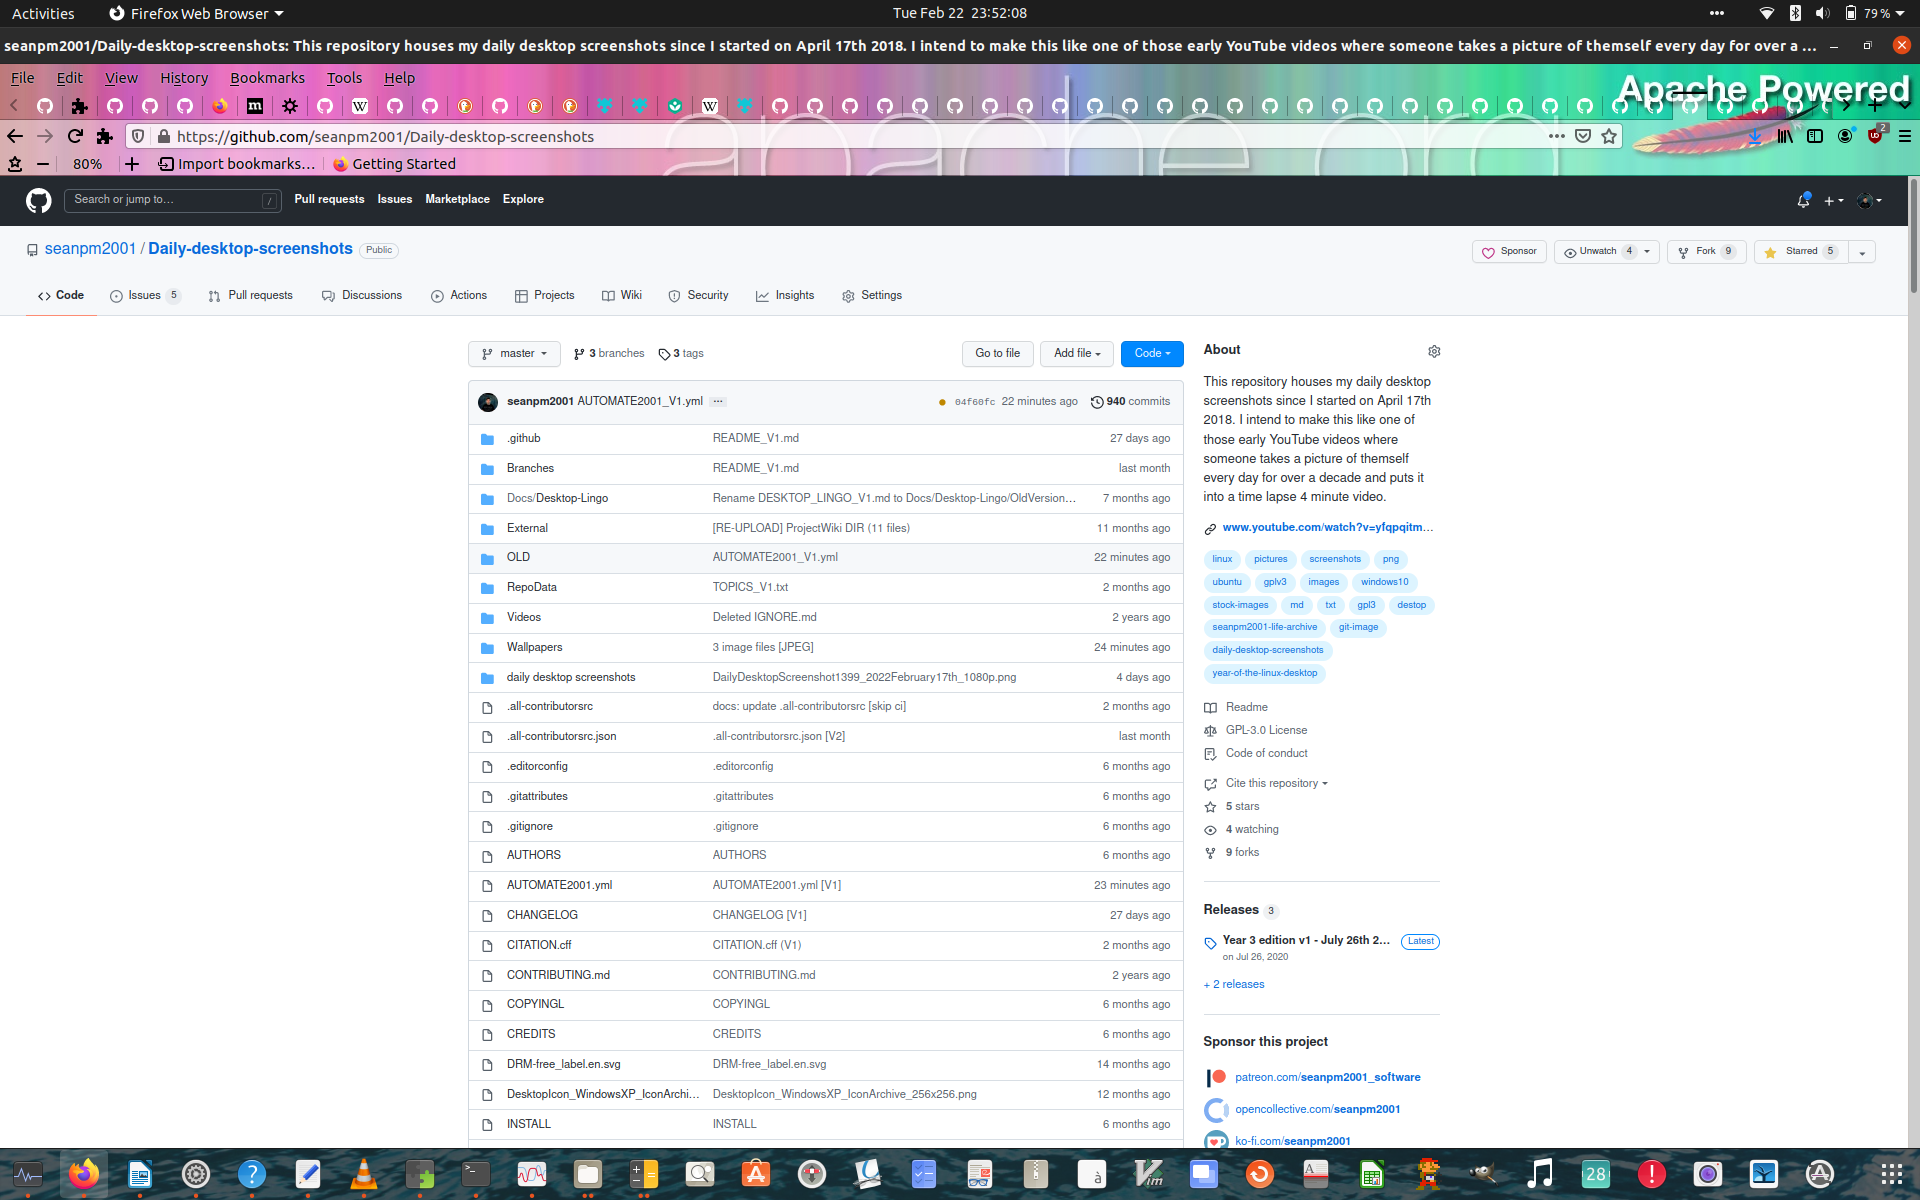 Activities Firefox Web Browser Tue Feb 22 23:52:08 79 %
seanpm2001/Daily-desktop-screenshots: This repository houses my daily desktop screenshots since I started on April 17th 2018. I intend to make this like one of those early YouTube videos where someone takes a picture of themself every day for over a ...
File Edit View History Bookmarks Tools Help
Apache Powered
https://github.com/seanpm2001/Daily-desktop-screenshots 2
80% Import bookmarks... Getting Started
apache.org
Search or jump to... / Pull requests Issues Marketplace Explore
seanpm2001 / Daily-desktop-screenshots Public Sponsor Unwatch 4 Fork 9 Starred 5
Code Issues 5 Pull requests Discussions Actions Projects Wiki Security Insights Settings
master 3 branches 3 tags Go to file Add file Code
seanpm2001 AUTOMATE2001_V1.yml ... 04f60fc 22 minutes ago 940 commits
.github README_V1.md 27 days ago
Branches README_V1.md last month
Docs/Desktop-Lingo Rename DESKTOP_LINGO_V1.md to Docs/Desktop-Lingo/OldVersion... 7 months ago
External [RE-UPLOAD] ProjectWiki DIR (11 files) 11 months ago
OLD AUTOMATE2001_V1.yml 22 minutes ago
RepoData TOPICS_V1.txt 2 months ago
Videos Deleted IGNORE.md 2 years ago
Wallpapers 3 image files [JPEG] 24 minutes ago
daily desktop screenshots DailyDesktopScreenshot1399_2022February17th_1080p.png 4 days ago
.all-contributorsrc docs: update .all-contributorsrc [skip ci] 2 months ago
.all-contributorsrc.json .all-contributorsrc.json [V2] last month
.editorconfig .editorconfig 6 months ago
.gitattributes .gitattributes 6 months ago
.gitignore .gitignore 6 months ago
AUTHORS AUTHORS 6 months ago
AUTOMATE2001.yml AUTOMATE2001.yml [V1] 23 minutes ago
CHANGELOG CHANGELOG [V1] 27 days ago
CITATION.cff CITATION.cff (V1) 2 months ago
CONTRIBUTING.md CONTRIBUTING.md 2 years ago
COPYINGL COPYINGL 6 months ago
CREDITS CREDITS 6 months ago
DRM-free_label.en.svg DRM-free_label.en.svg 14 months ago
DesktopIcon_WindowsXP_IconArchi... DesktopIcon_WindowsXP_IconArchive_256x256.png 12 months ago
INSTALL INSTALL 6 months ago
About
This repository houses my daily desktop
screenshots since I started on April 17th
2018. I intend to make this like one of
those early YouTube videos where
someone takes a picture of themself
every day for over a decade and puts it
into a time lapse 4 minute video.
www.youtube.com/watch?v=yfqpqitm...
linux pictures screenshots png
ubuntu gplv3 images windows10
stock-images md txt gpl3 destop
seanpm2001-life-archive git-image
daily-desktop-screenshots
year-of-the-linux-desktop
Readme
GPL-3.0 License
Code of conduct
Cite this repository
5 stars
4 watching
9 forks
Releases 3
Year 3 edition v1 - July 26th 2... Latest
on Jul 26, 2020
+ 2 releases
Sponsor this project
patreon.com/seanpm2001_software
opencollective.com/seanpm2001
ko-fi.com/seanpm2001
28